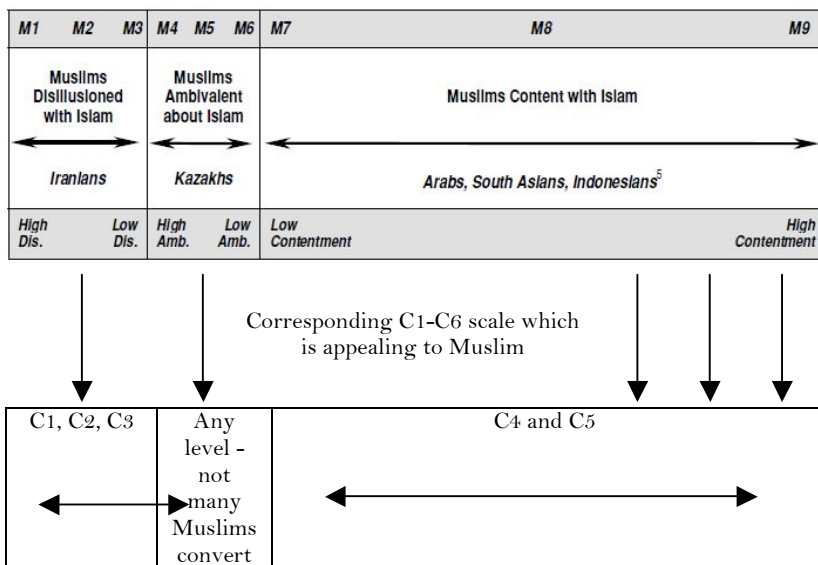 M1 M2 M3 M4 M5 M6 M7 M8 M9
Muslims
Disillusioned
with Islam
Muslims
Ambivalent
about Islam
Muslims Content with Islam
Iranians
Kazakhs
Arabs, South Asians, Indonesians5
High
Dis.
Low
Dis.
High
Amb.
Low
Amb.
Low
Contentment
High
Contentment
Corresponding C1-C6 scale which
is appealing to Muslim
C1, C2, C3
Any
level -
not
many
Muslims
convert
C4 and C5